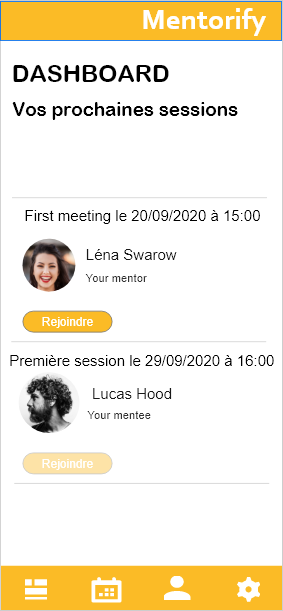 Mentorify
DASHBOARD
Vos prochaines sessions
First meeting le 20/09/2020 à 15:00
Léna Swarow
Your mentor
Rejoindre
Première session le 29/09/2020 à 16:00
Lucas Hood
Your mentee
Rejoindre